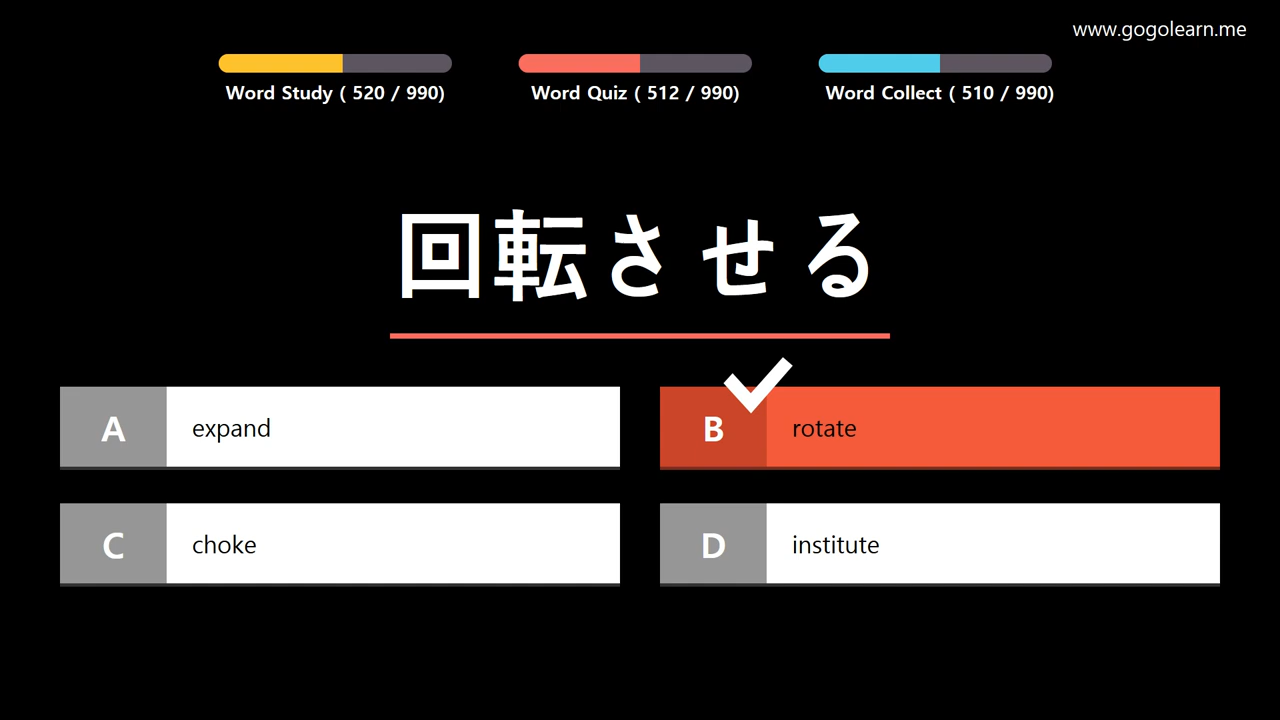 www.gogolearn.me
Word Study ( 520 / 990)
Word Quiz ( 512 / 990)
Word Collect ( 510 / 990)
回転させる
A expand
B rotate
C choke
D institute